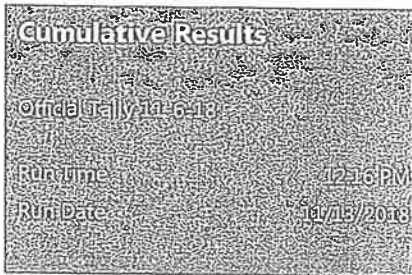 Cumulative Results
Official Tally 11-6-18
Run Time 12:16 PM
Run Date 11/13/2018